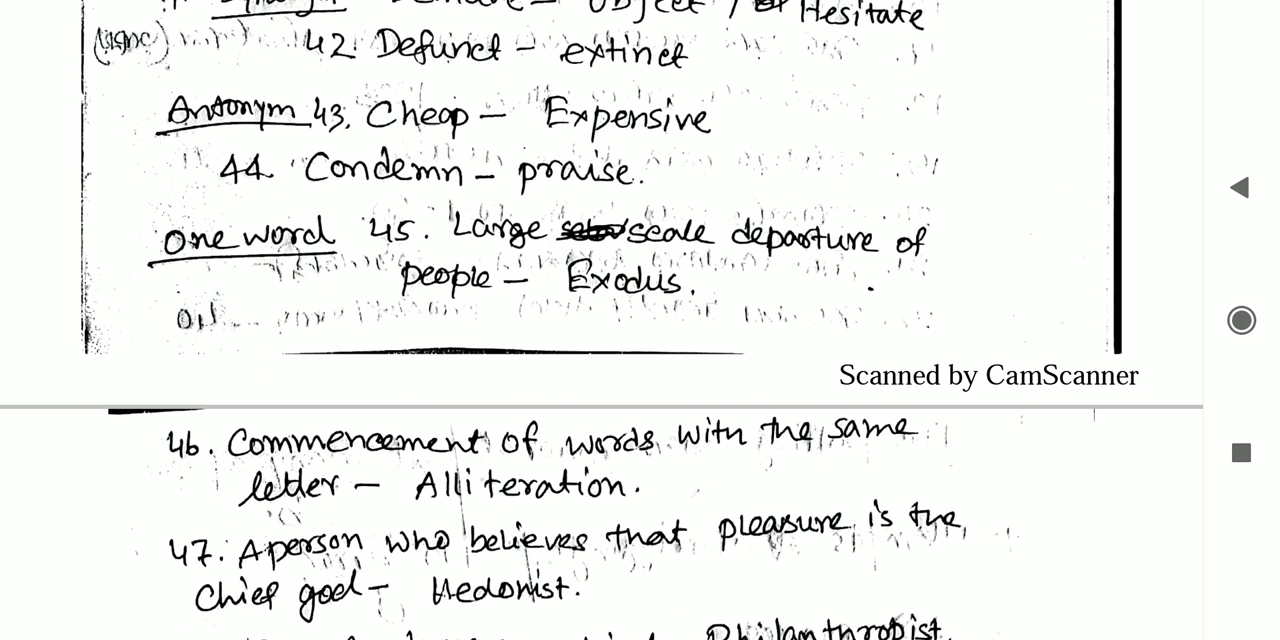 Object / Hesitate
42. Defunct - extinct
Antonym 43. Cheap - Expensive
44. Condemn - praise.
One word 45. Large scale departure of
people - Exodus.
Scanned by CamScanner
46. Commencement of words with the same
letter - Alliteration.
47. A person who believes that pleasure is the
chief god - Hedonist.
Philanthropist.